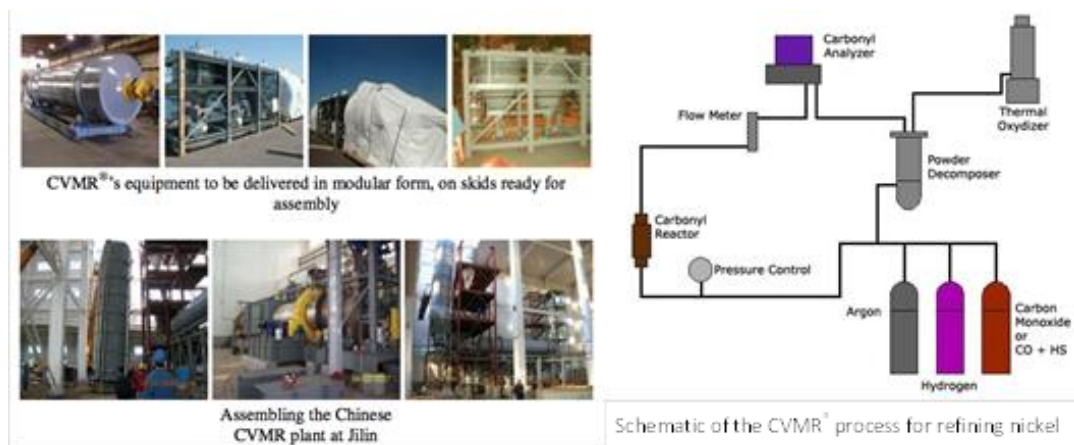 CVMR®'s equipment to be delivered in modular form, on skids ready for
assembly
Assembling the Chinese
CVMR plant at Jilin
Carbonyl
Analyzer
Flow Meter
Thermal
Oxydizer
Powder
Decomposer
Carbonyl
Reactor
Pressure Control
Argon
Carbon
Monoxide
or
CO + HS
Hydrogen
Schematic of the CVMR® process for refining nickel